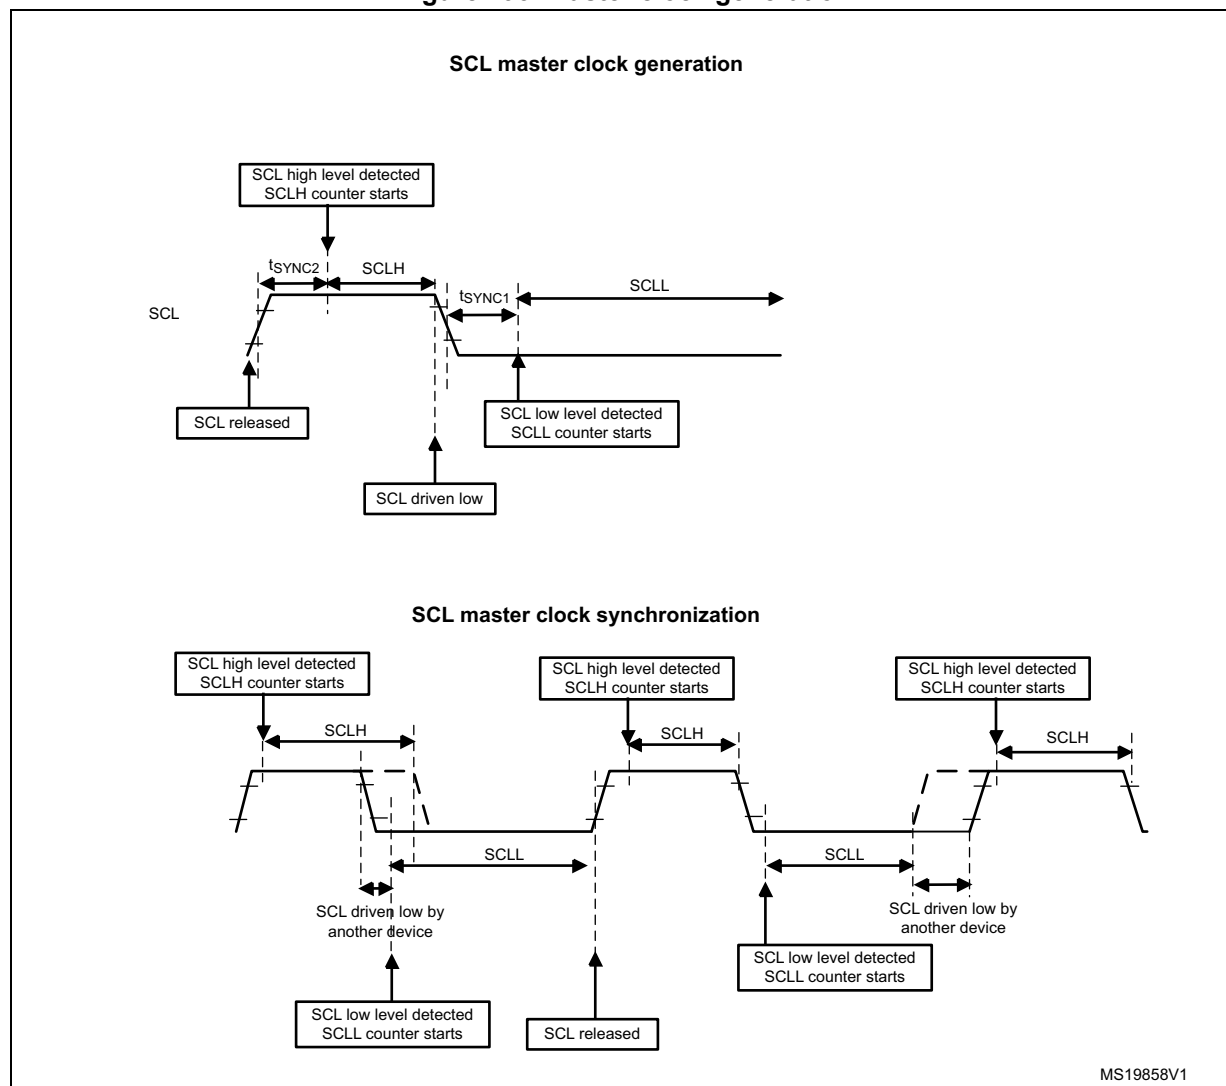 SCL master clock generation
SCL high level detected
SCLH counter starts
tSYNC2
SCLH
SCLL
tSYNC1
SCL
SCL released
SCL low level detected
SCLL counter starts
SCL driven low
SCL master clock synchronization
SCL high level detected
SCLH counter starts
SCL high level detected
SCLH counter starts
SCL high level detected
SCLH counter starts
SCLH
SCLH
SCLH
SCLL
SCLL
SCL driven low by
another device
SCL driven low by
another device
SCL low level detected
SCLL counter starts
SCL low level detected
SCLL counter starts
SCL released
MS19858V1